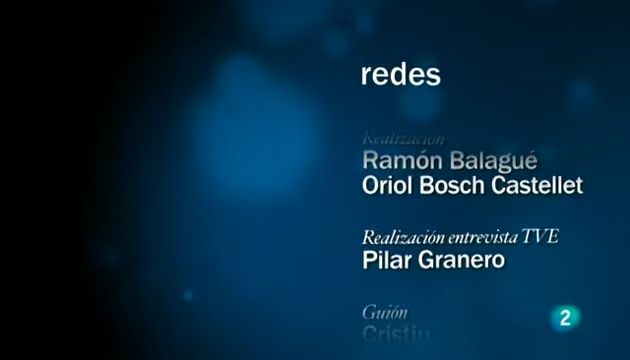 redes
Realización
Ramón Balagué
Oriol Bosch Castellet
Realización entrevista TVE
Pilar Granero
Guión
2